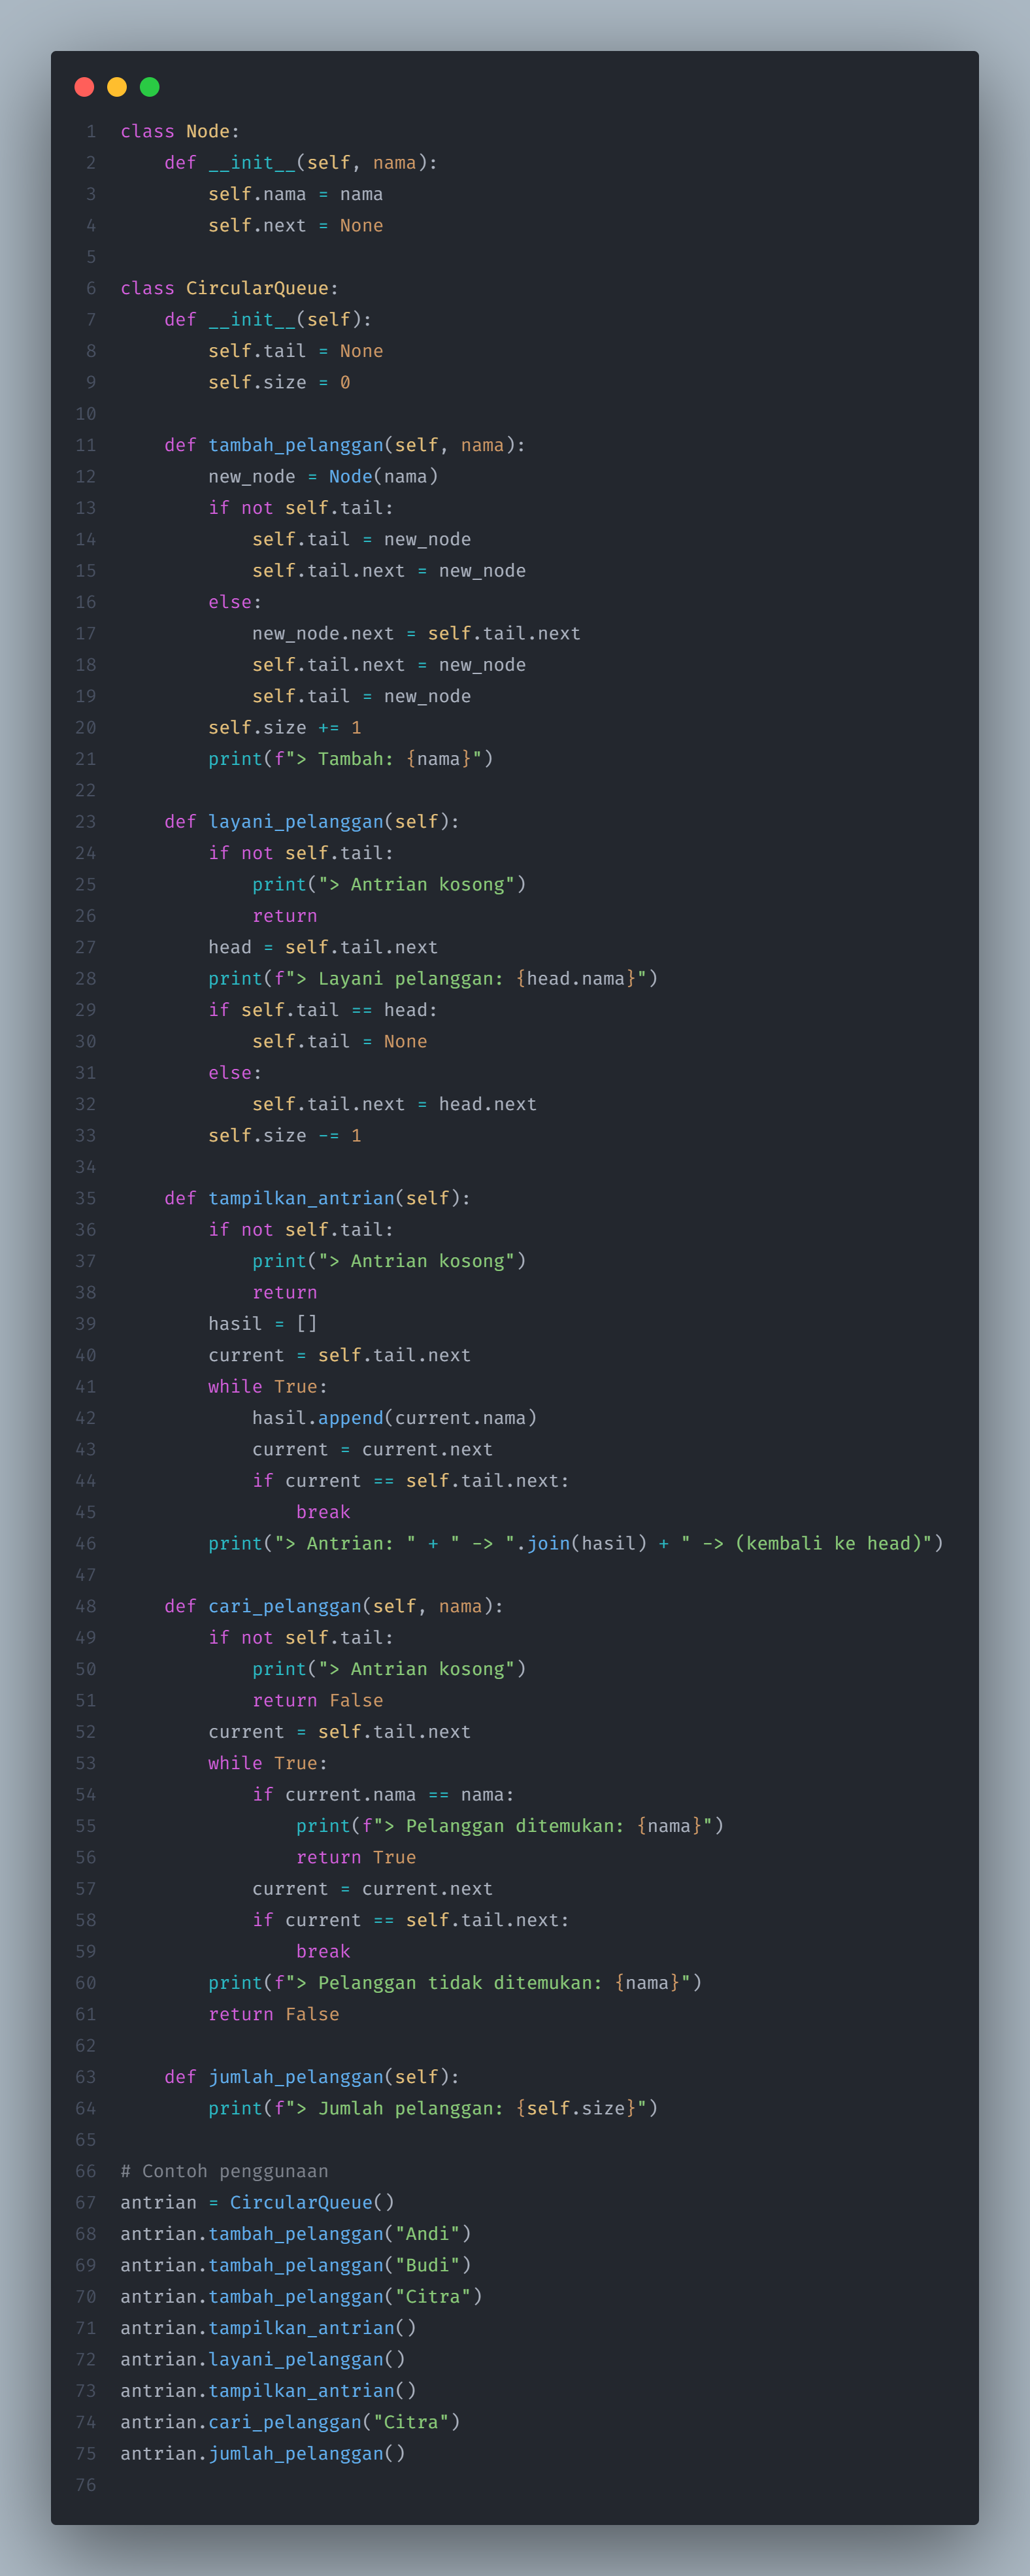 1 class Node:
2     def __init__(self, nama):
3         self.nama = nama
4         self.next = None
5
6 class CircularQueue:
7     def __init__(self):
8         self.tail = None
9         self.size = 0
10
11     def tambah_pelanggan(self, nama):
12         new_node = Node(nama)
13         if not self.tail:
14             self.tail = new_node
15             self.tail.next = new_node
16         else:
17             new_node.next = self.tail.next
18             self.tail.next = new_node
19             self.tail = new_node
20         self.size += 1
21         print(f"> Tambah: {nama}")
22
23     def layani_pelanggan(self):
24         if not self.tail:
25             print("> Antrian kosong")
26             return
27         head = self.tail.next
28         print(f"> Layani pelanggan: {head.nama}")
29         if self.tail == head:
30             self.tail = None
31         else:
32             self.tail.next = head.next
33         self.size -= 1
34
35     def tampilkan_antrian(self):
36         if not self.tail:
37             print("> Antrian kosong")
38             return
39         hasil = []
40         current = self.tail.next
41         while True:
42             hasil.append(current.nama)
43             current = current.next
44             if current == self.tail.next:
45                 break
46         print("> Antrian: " + " -> ".join(hasil) + " -> (kembali ke head)")
47
48     def cari_pelanggan(self, nama):
49         if not self.tail:
50             print("> Antrian kosong")
51             return False
52         current = self.tail.next
53         while True:
54             if current.nama == nama:
55                 print(f"> Pelanggan ditemukan: {nama}")
56                 return True
57             current = current.next
58             if current == self.tail.next:
59                 break
60         print(f"> Pelanggan tidak ditemukan: {nama}")
61         return False
62
63     def jumlah_pelanggan(self):
64         print(f"> Jumlah pelanggan: {self.size}")
65
66 # Contoh penggunaan
67 antrian = CircularQueue()
68 antrian.tambah_pelanggan("Andi")
69 antrian.tambah_pelanggan("Budi")
70 antrian.tambah_pelanggan("Citra")
71 antrian.tampilkan_antrian()
72 antrian.layani_pelanggan()
73 antrian.tampilkan_antrian()
74 antrian.cari_pelanggan("Citra")
75 antrian.jumlah_pelanggan()
76